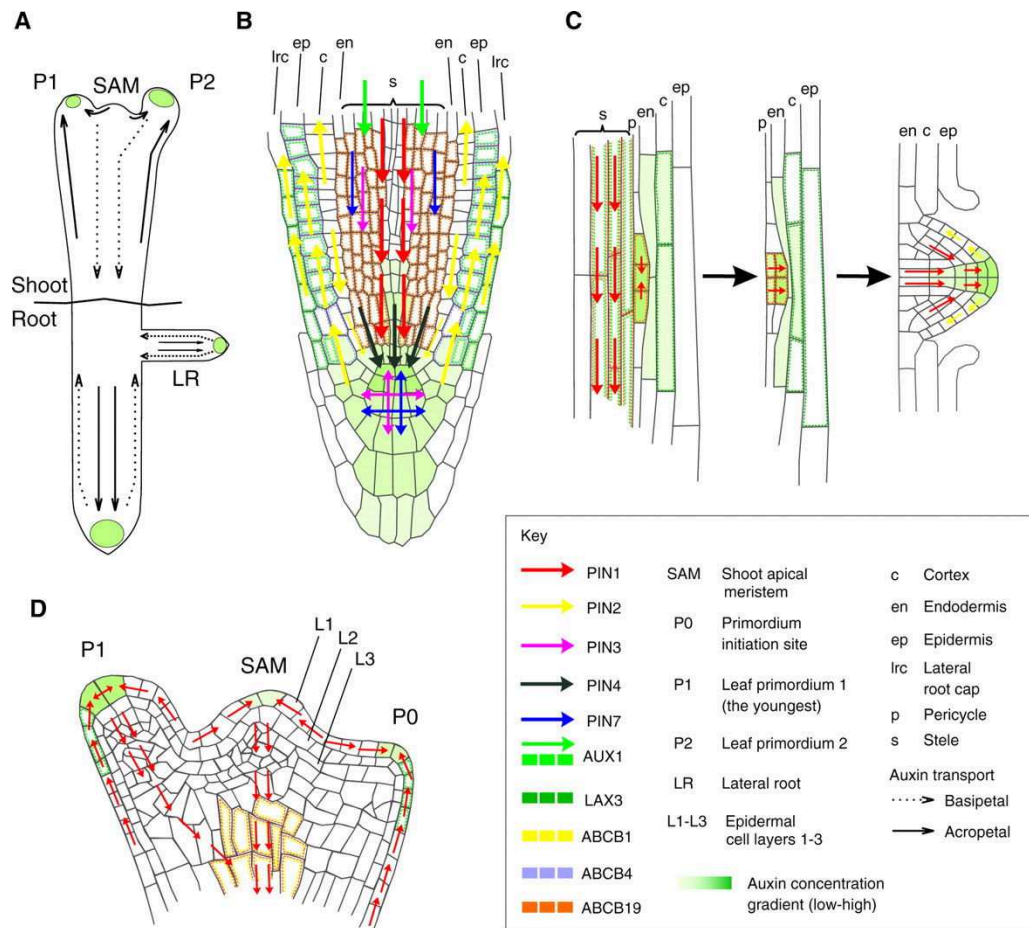 A
P1
SAM
P2
Shoot
Root
LR
B
lrc
ep
c
en
s
en
c
ep
lrc
C
s
p
en
c
ep
p
en
c
ep
en c ep
D
P1
SAM
L1
L2
L3
P0
Key
PIN1
PIN2
PIN3
PIN4
PIN7
AUX1
LAX3
ABCB1
ABCB4
ABCB19
SAM Shoot apical
meristem
P0 Primordium
initiation site
P1 Leaf primordium 1
(the youngest)
P2 Leaf primordium 2
LR Lateral root
L1-L3 Epidermal
cell layers 1-3
Auxin concentration
gradient (low-high)
c Cortex
en Endodermis
ep Epidermis
lrc Lateral
root cap
p Pericycle
s Stele
Auxin transport
Basipetal
Acropetal